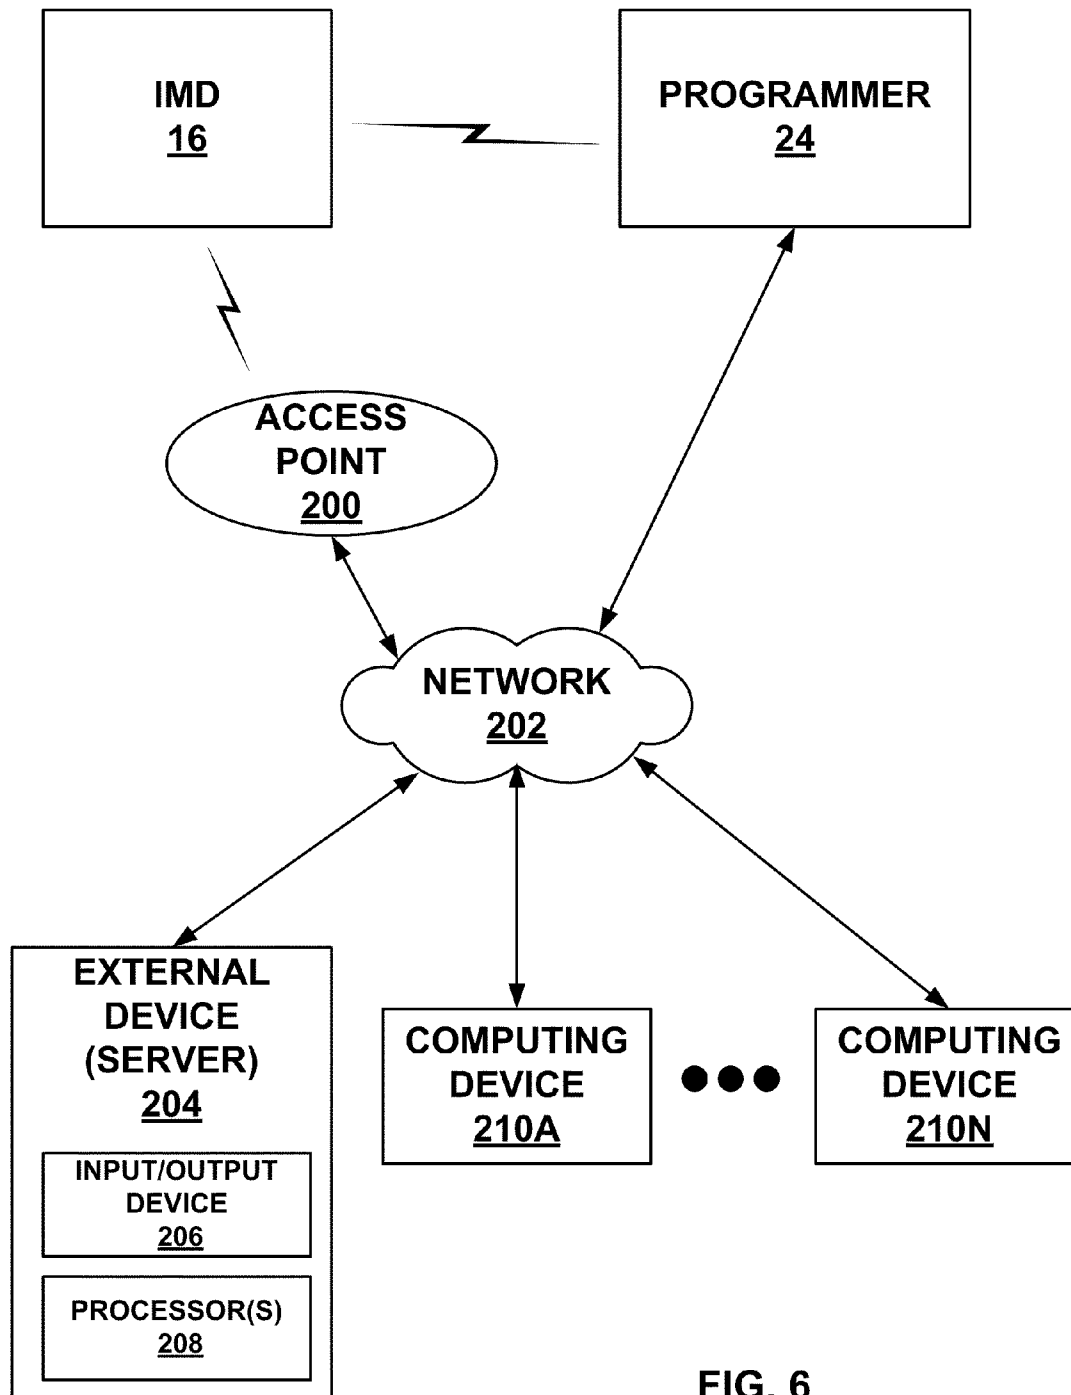 IMD
16
PROGRAMMER
24
ACCESS
POINT
200
NETWORK
202
EXTERNAL
DEVICE
(SERVER)
204
INPUT/OUTPUT
DEVICE
206
PROCESSOR(S)
208
COMPUTING
DEVICE
210A
COMPUTING
DEVICE
210N
FIG. 6